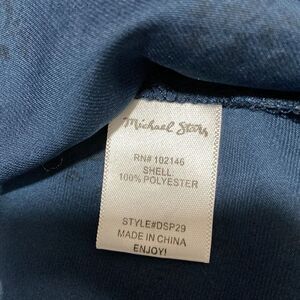 Michael Stars
RN# 102146
SHELL:
100% POLYESTER
STYLE#DSP29
MADE IN CHINA
ENJOY!